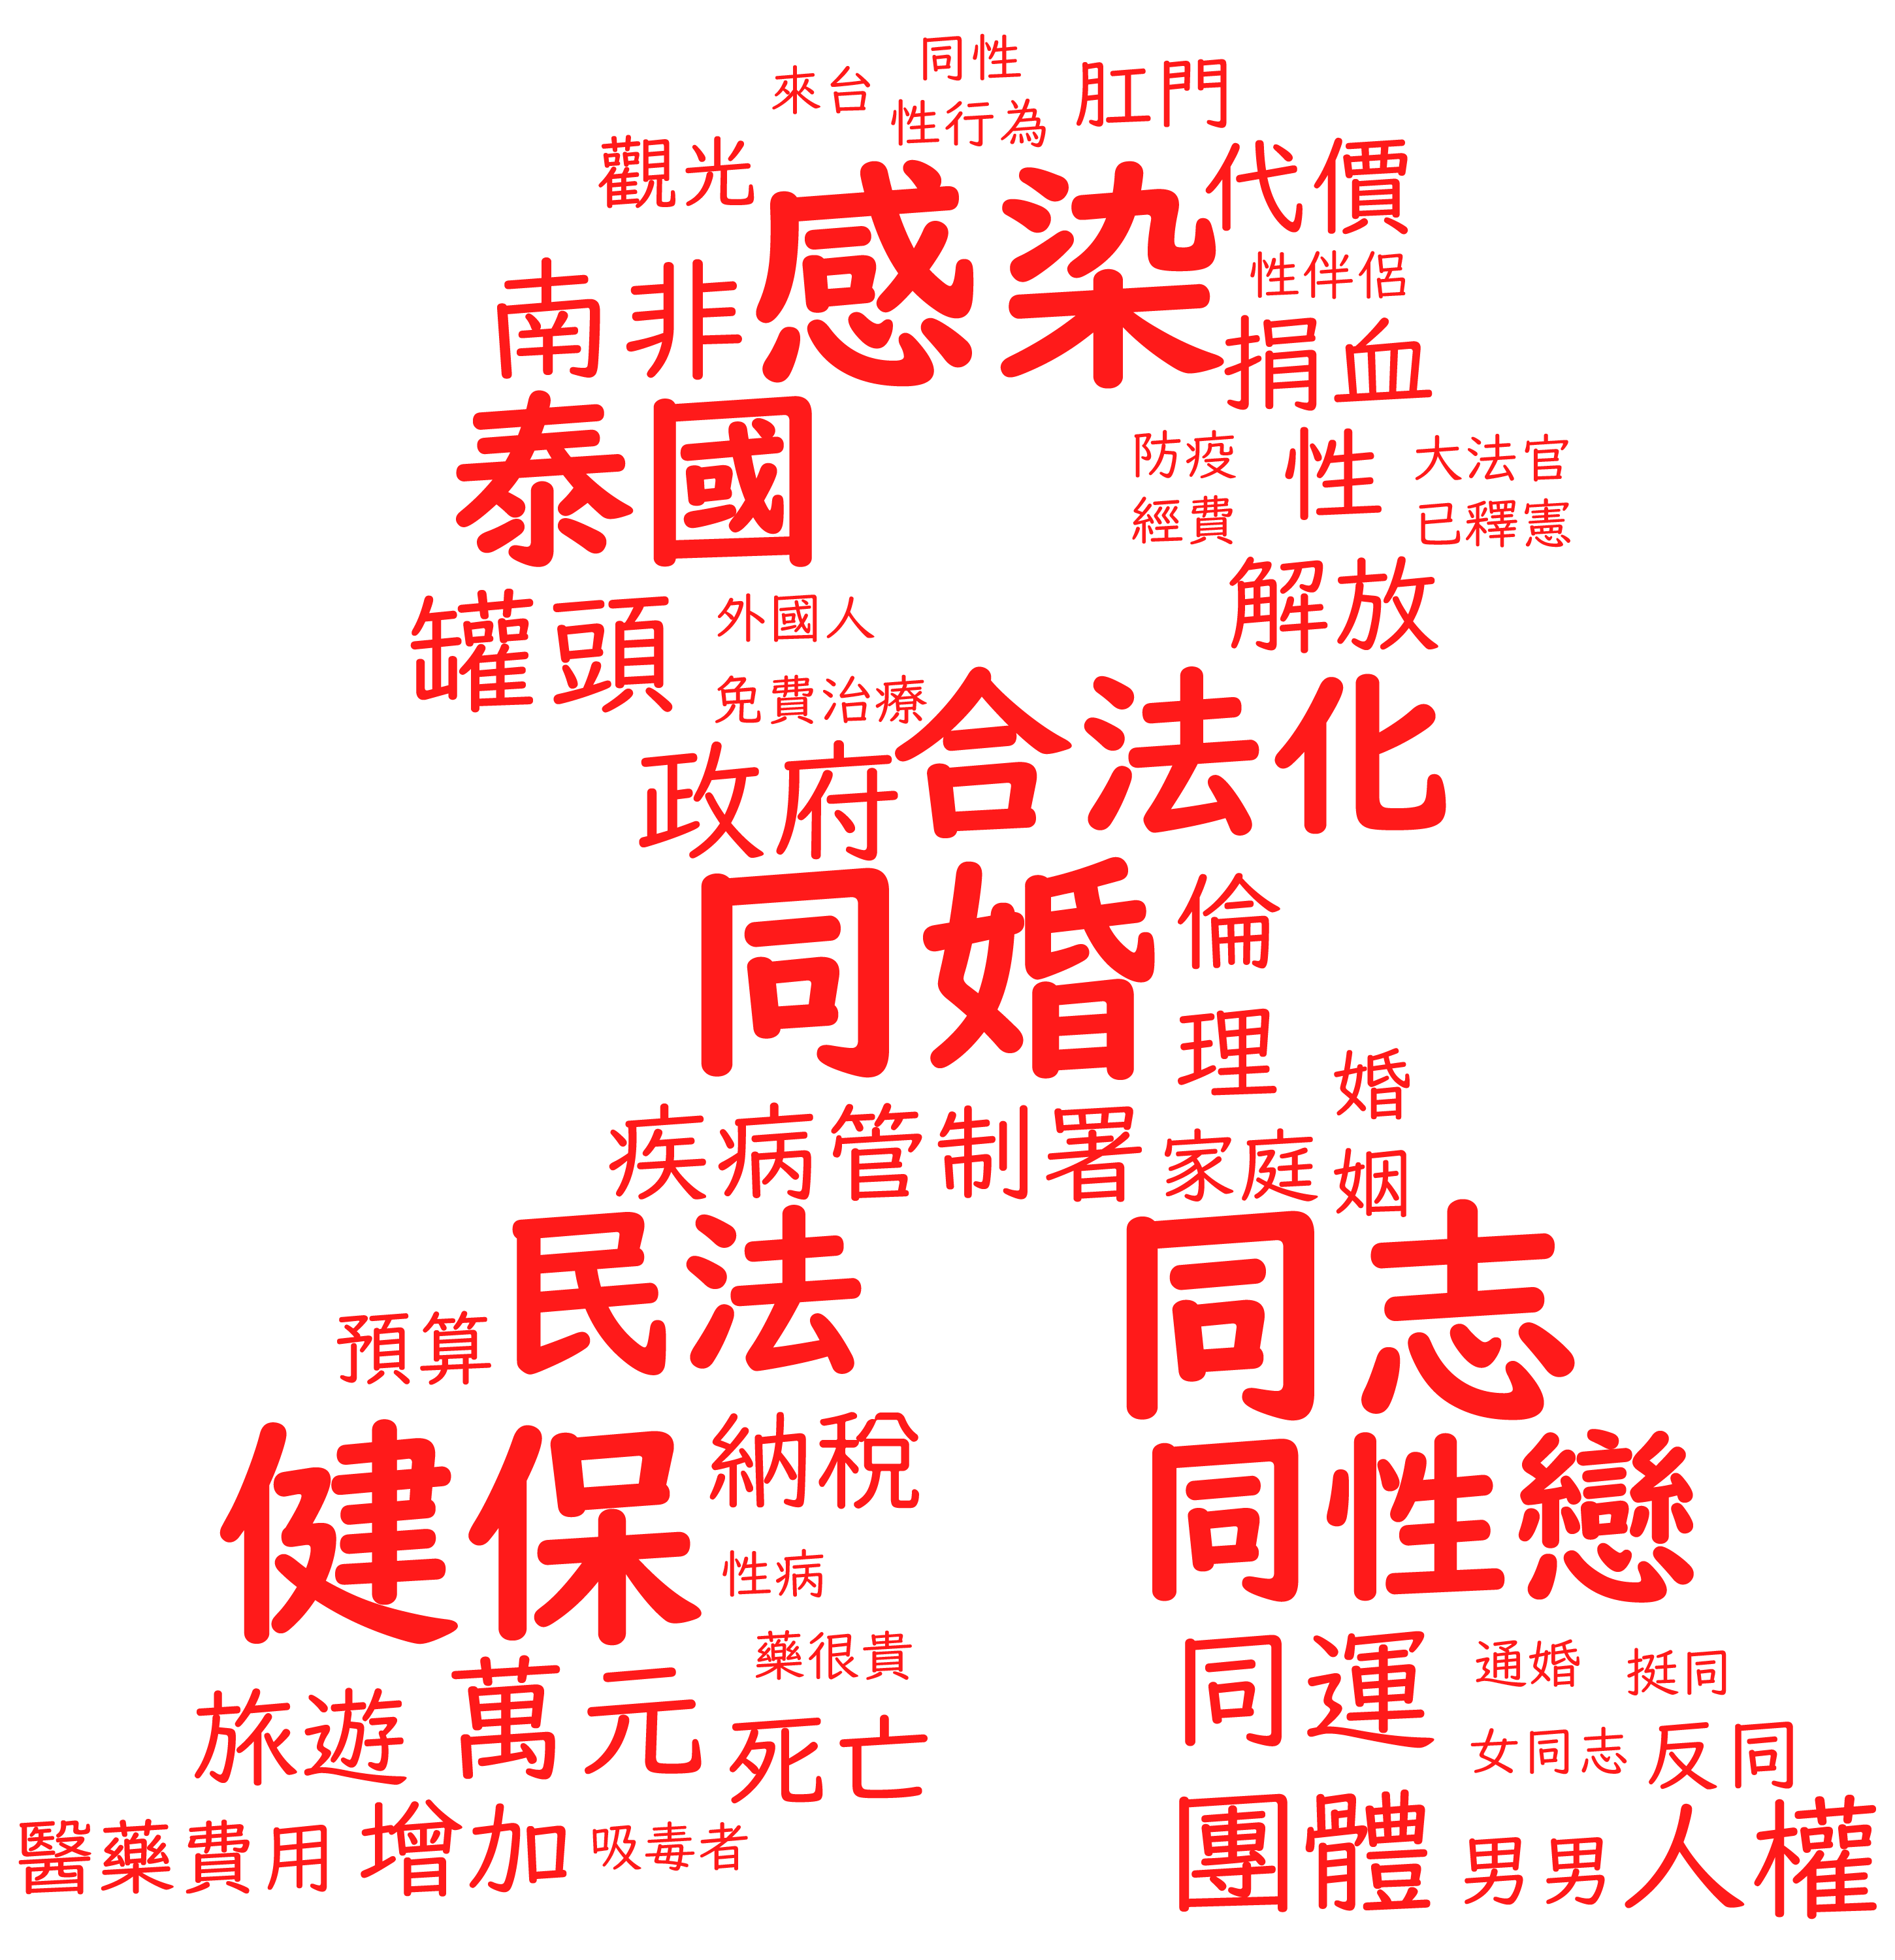 同性
來台
肛門
性行為
觀光
代價
感染
性伴侶
南非
捐血
泰國
防疫
經費
性
大法官
已釋憲
解放
罐頭
外國人
免費治療
合法化
政府
同婚
倫理
婚姻
疾病管制署
家庭
民法
同志
預算
健保
納稅
同性戀
性病
藥很貴
同運
通婚
挺同
旅遊
萬元
死亡
女同志
反同
醫藥費用
增加
吸毒者
團體
男男
人權